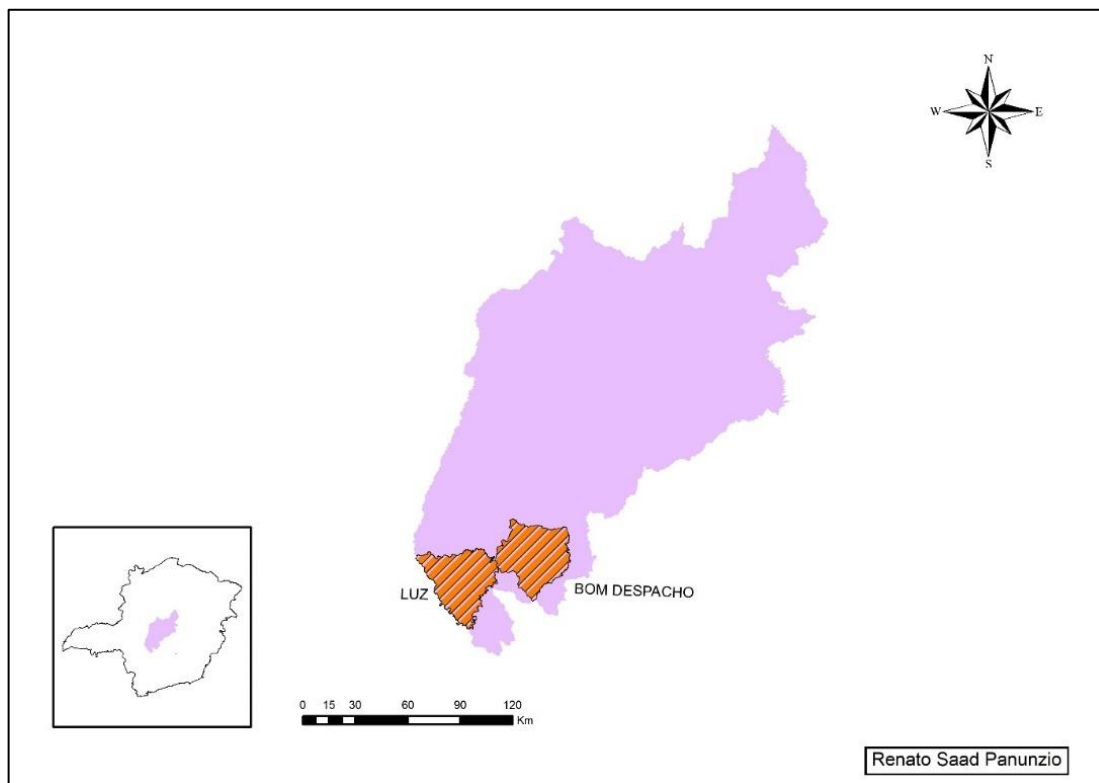 N
W E
S
LUZ
BOM DESPACHO
0 15 30 60 90 120
Km
Renato Saad Panunzio